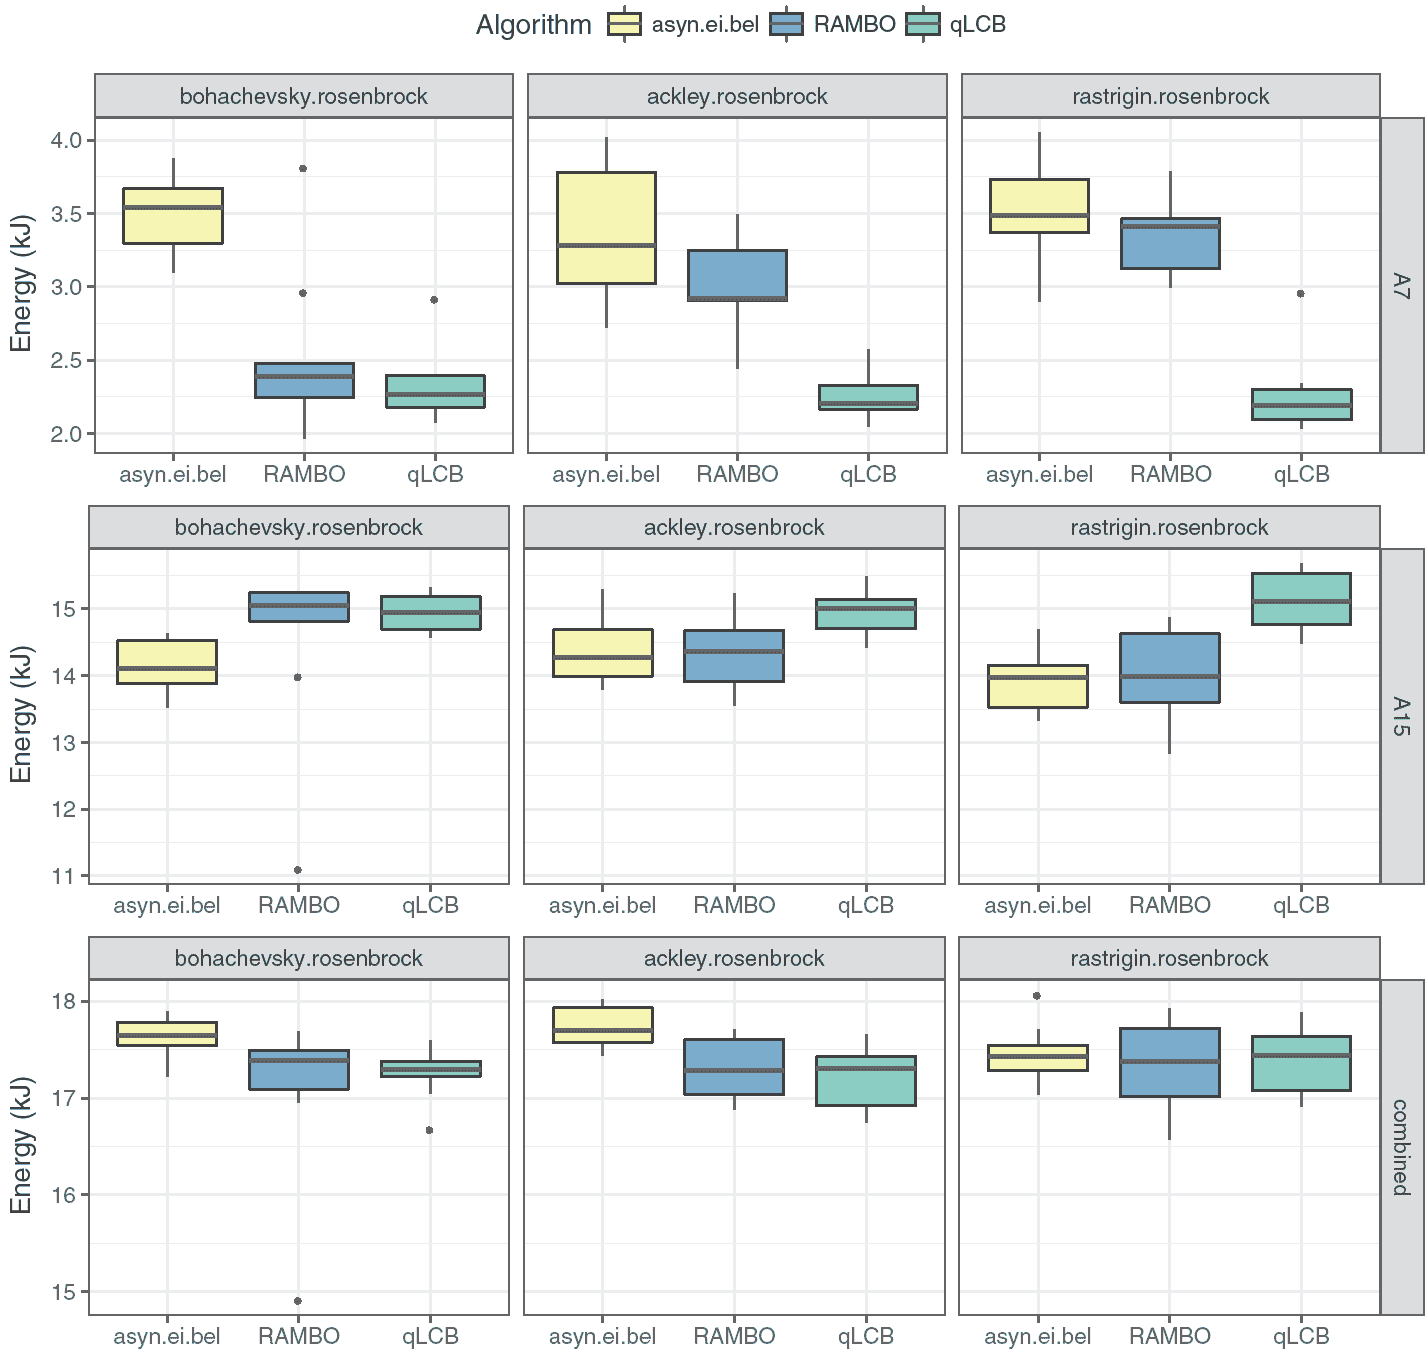 Algorithm asyn.ei.bel RAMBO qLCB
bohachevsky.rosenbrock ackley.rosenbrock rastrigin.rosenbrock
4.0
3.5
3.0
2.5
2.0
Energy (kJ)
A7
asyn.ei.bel RAMBO qLCB asyn.ei.bel RAMBO qLCB asyn.ei.bel RAMBO qLCB
bohachevsky.rosenbrock ackley.rosenbrock rastrigin.rosenbrock
15
14
13
12
11
Energy (kJ)
A15
asyn.ei.bel RAMBO qLCB asyn.ei.bel RAMBO qLCB asyn.ei.bel RAMBO qLCB
bohachevsky.rosenbrock ackley.rosenbrock rastrigin.rosenbrock
18
17
16
15
Energy (kJ)
combined
asyn.ei.bel RAMBO qLCB asyn.ei.bel RAMBO qLCB asyn.ei.bel RAMBO qLCB